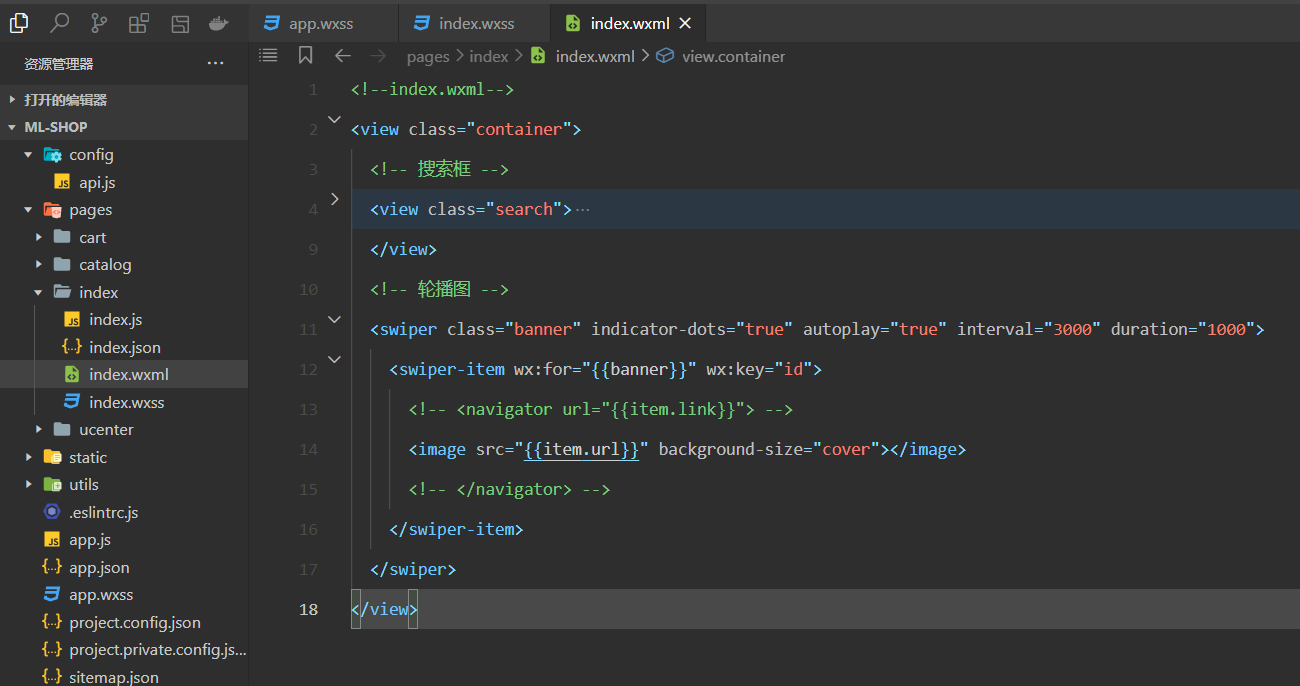 app.wxss
index.wxss
index.wxml
资源管理器
pages > index > index.wxml > view.container
打开的编辑器
ML-SHOP
config
api.js
pages
cart
catalog
index
index.js
index.json
index.wxml
index.wxss
ucenter
static
utils
.eslintrc.js
app.js
app.json
app.wxss
project.config.json
project.private.config.js...
sitemap.json
1 <!--index.wxml-->
2 <view class="container">
3 <!-- 搜索框 -->
4 <view class="search">···
9 </view>
10 <!-- 轮播图 -->
11 <swiper class="banner" indicator-dots="true" autoplay="true" interval="3000" duration="1000">
12 <swiper-item wx:for="{{banner}}" wx:key="id">
13 <!-- <navigator url="{{item.link}}"> -->
14 <image src="{{item.url}}" background-size="cover"></image>
15 <!-- </navigator> -->
16 </swiper-item>
17 </swiper>
18 </view>